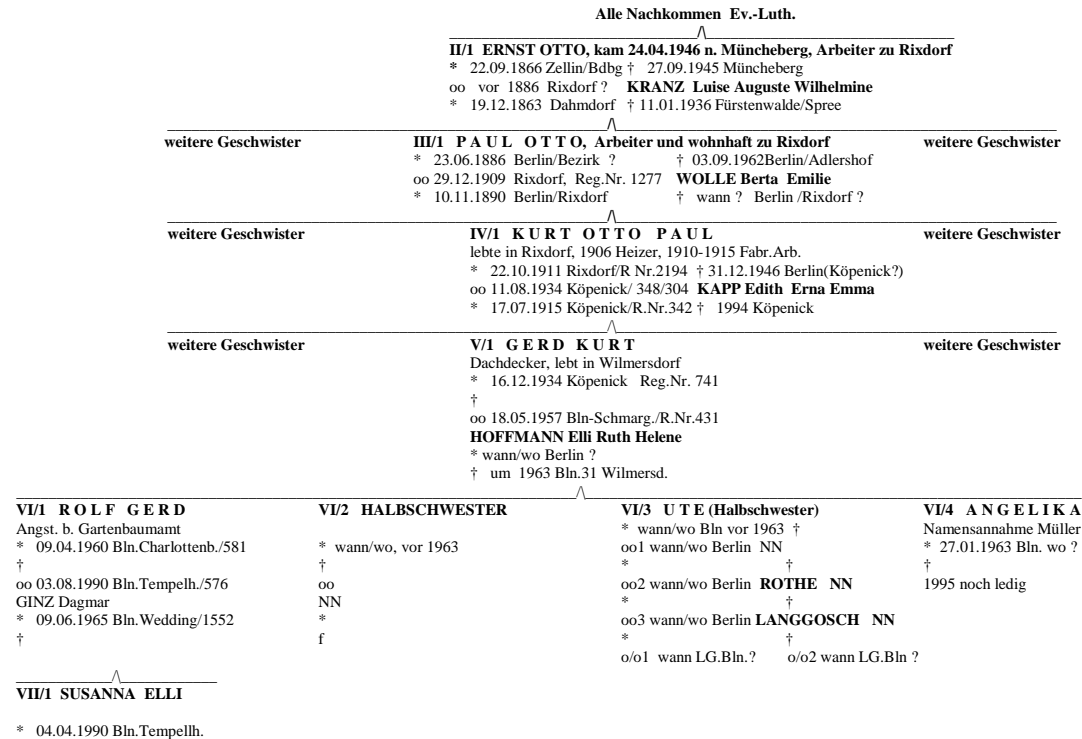 Alle Nachkommen Ev.-Luth.
II/1 ERNST OTTO, kam 24.04.1946 n. Müncheberg, Arbeiter zu Rixdorf
* 22.09.1866 Zellin/Bdbg † 27.09.1945 Müncheberg
oo vor 1886 Rixdorf ? KRANZ Luise Auguste Wilhelmine
* 19.12.1863 Dahmdorf † 11.01.1936 Fürstenwalde/Spree
weitere Geschwister III/1 P A U L O T T O, Arbeiter und wohnhaft zu Rixdorf weitere Geschwister
* 23.06.1886 Berlin/Bezirk ? † 03.09.1962Berlin/Adlershof
oo 29.12.1909 Rixdorf, Reg.Nr. 1277 WOLLE Berta Emilie
* 10.11.1890 Berlin/Rixdorf † wann ? Berlin /Rixdorf ?
weitere Geschwister IV/1 K U R T O T T O P A U L weitere Geschwister
lebte in Rixdorf, 1906 Heizer, 1910-1915 Fabr.Arb.
* 22.10.1911 Rixdorf/R Nr.2194 † 31.12.1946 Berlin(Köpenick?)
oo 11.08.1934 Köpenick/ 348/304 KAPP Edith Erna Emma
* 17.07.1915 Köpenick/R.Nr.342 † 1994 Köpenick
weitere Geschwister V/1 G E R D K U R T weitere Geschwister
Dachdecker, lebt in Wilmersdorf
* 16.12.1934 Köpenick Reg.Nr. 741
†
oo 18.05.1957 Bln-Schmarg./R.Nr.431
HOFFMANN Elli Ruth Helene
* wann/wo Berlin ?
† um 1963 Bln.31 Wilmersd.
VI/1 R O L F G E R D VI/2 HALBSCHWESTER VI/3 U T E (Halbschwester) VI/4 A N G E L I K A
Angst. b. Gartenbaumt * wann/wo Bln vor 1963 † Namensannahme Müller
* 09.04.1960 Bln.Charlottenb./581 * wann/wo, vor 1963 oo1 wann/wo Berlin NN * 27.01.1963 Bln. wo ?
† † * † †
oo 03.08.1990 Bln.Tempelh./576 oo oo2 wann/wo Berlin ROTHE NN 1995 noch ledig
GINZ Dagmar NN * †
* 09.06.1965 Bln.Wedding/1552 * oo3 wann/wo Berlin LANGGOSCH NN
† f * †
o/o1 wann LG.Bln.? o/o2 wann LG.Bln ?
VII/1 SUSANNA ELLI
* 04.04.1990 Bln.Tempellh.